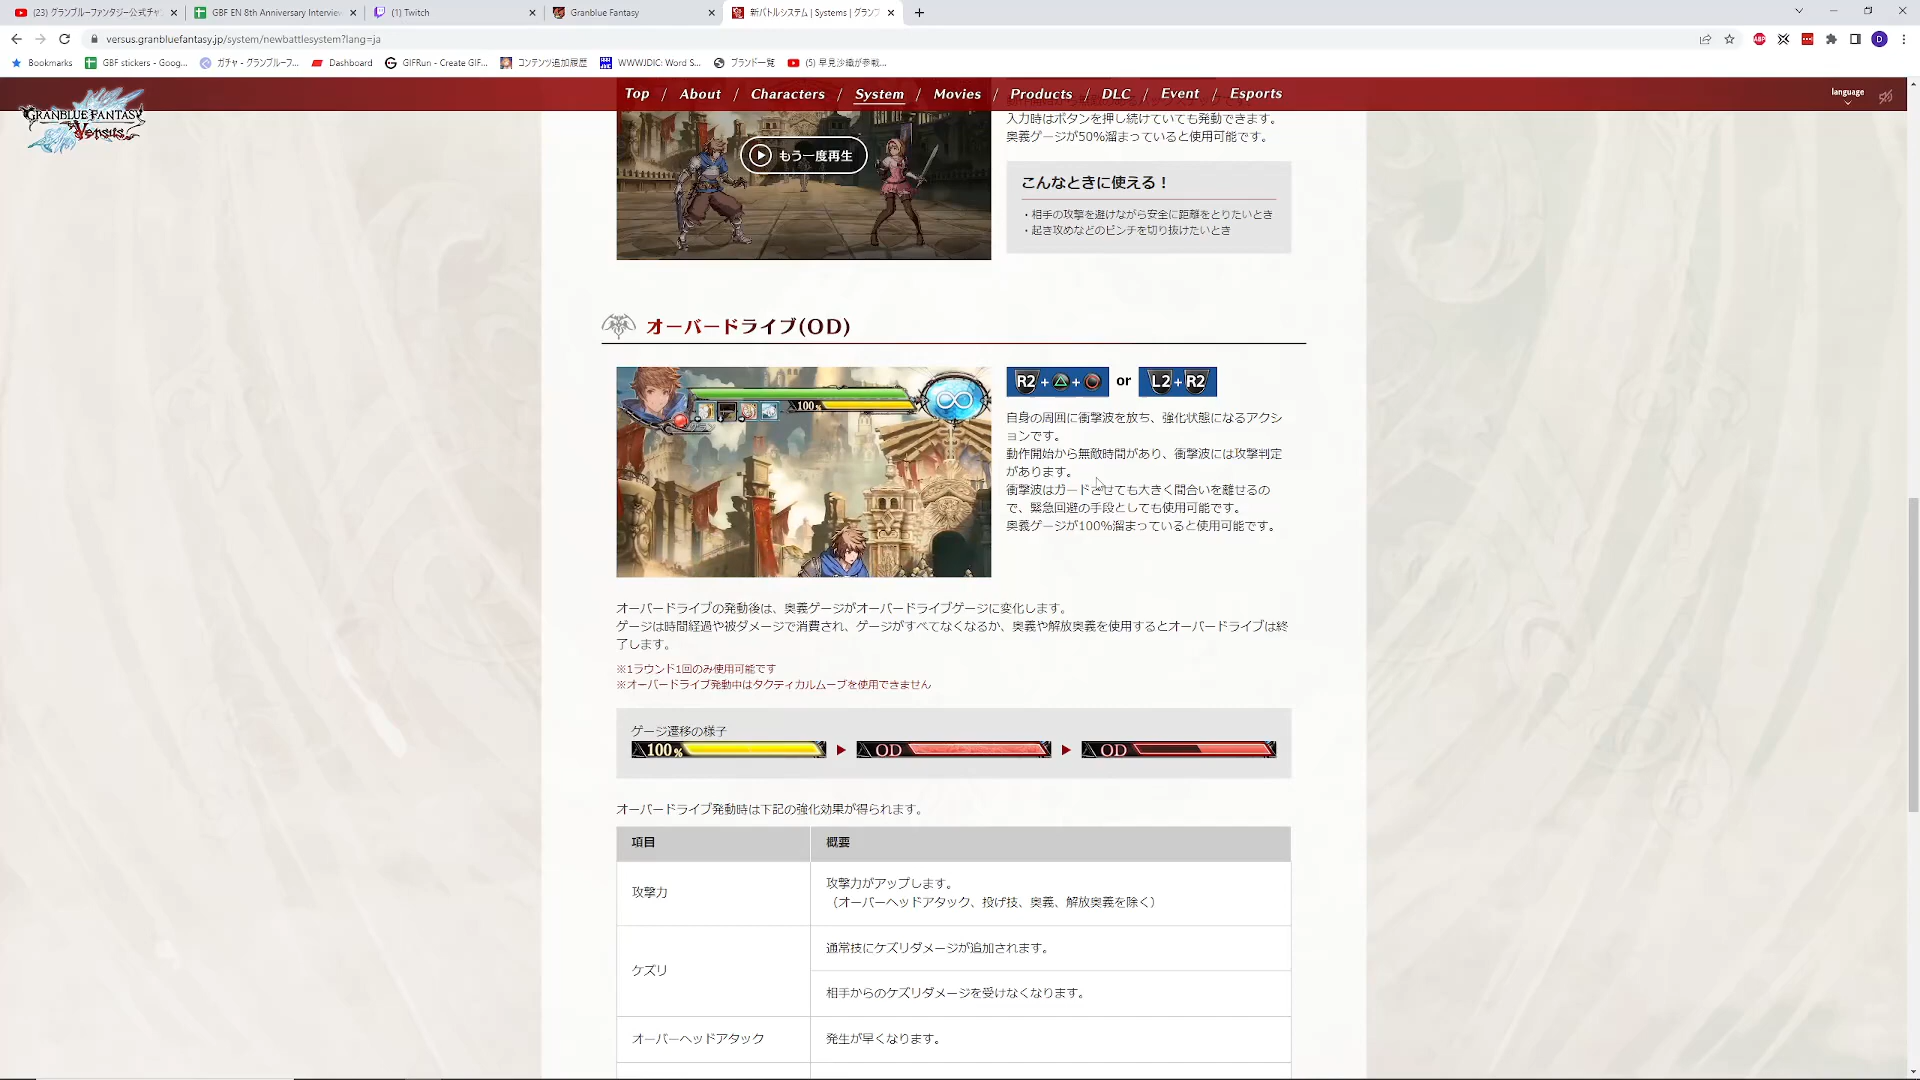 (23) グランブルーファンタジー公式チャ
GBF EN 8th Anniversary Interview
(1) Twitch
Granblue Fantasy
新バトルシステム | Systems | グランブ
versus.granbluefantasy.jp/system/newbattlesystem?lang=ja
Bookmarks
GBF stickers - Goog...
ガチャ - グランブルーフ...
Dashboard
GIFRun - Create GIF...
コンテンツ追加履歴
WWWJDIC: Word S...
ブランド一覧
(5) 早見沙織が参戦...
GRANBLUE FANTASY
Versus
Top / About / Characters / System / Movies / Products / DLC / Event / Esports
language
入力時はボタンを押し続けていても発動できます。
奥義ゲージが50%溜まっていると使用可能です。
もう一度再生
こんなときに使える！
・相手の攻撃を避けながら安全に距離をとりたいとき
・起き攻めなどのピンチを切り抜けたいとき
オーバードライブ(OD)
100%
R2 + △ + ○ or L2 + R2
自身の周囲に衝撃波を放ち、強化状態になるアクシ
ョンです。
動作開始から無敵時間があり、衝撃波には攻撃判定
があります。
衝撃波はガードさせても大きく間合いを離せるの
で、緊急回避の手段としても使用可能です。
奥義ゲージが100%溜まっていると使用可能です。
オーバードライブの発動後は、奥義ゲージがオーバードライブゲージに変化します。
ゲージは時間経過や被ダメージで消費され、ゲージがすべてなくなるか、奥義や解放奥義を使用するとオーバードライブは終
了します。
※1ラウンド1回のみ使用可能です
※オーバードライブ発動中はタクティカルムーブを使用できません
ゲージ遷移の様子
100% ▶ OD ▶ OD
オーバードライブ発動時は下記の強化効果が得られます。
項目 概要
攻撃力
攻撃力がアップします。
（オーバーヘッドアタック、投げ技、奥義、解放奥義を除く）
ケズリ
通常技にケズリダメージが追加されます。
相手からのケズリダメージを受けなくなります。
オーバーヘッドアタック 発生が早くなります。